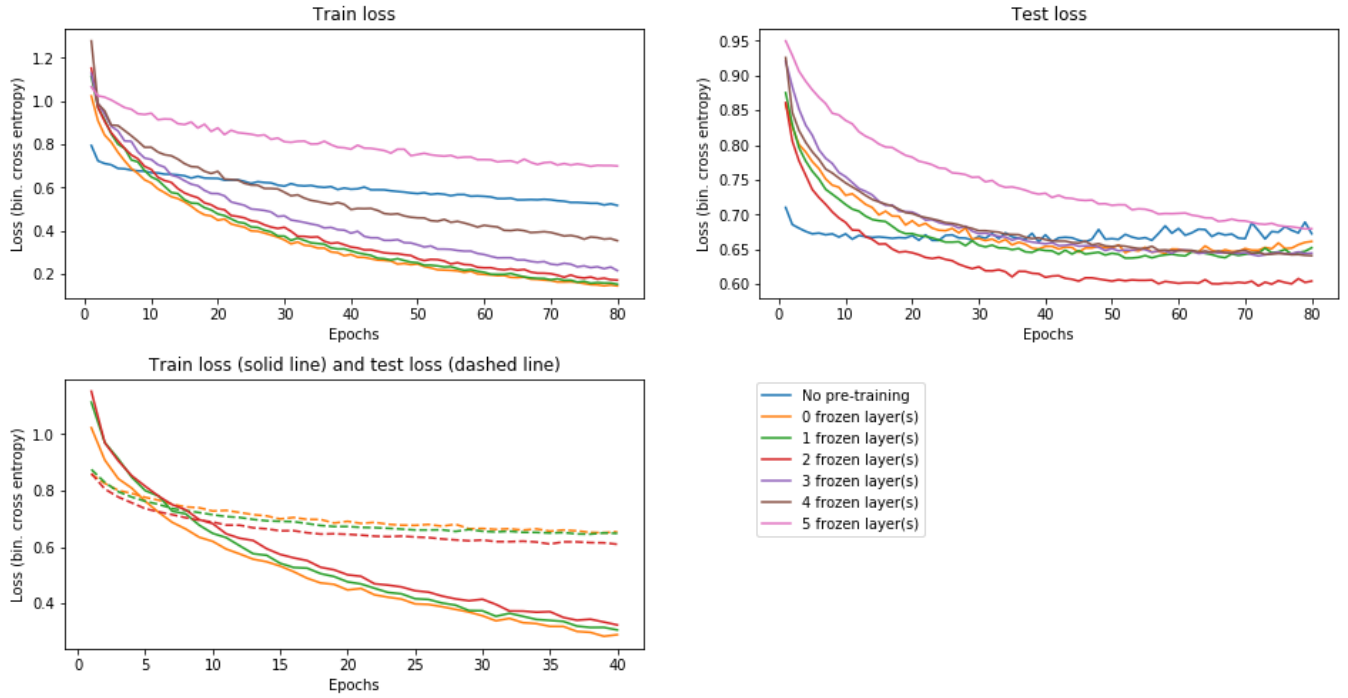 Train loss
Loss (bin. cross entropy)
1.2
1.0
0.8
0.6
0.4
0.2
0 10 20 30 40 50 60 70 80
Epochs
Test loss
Loss (bin. cross entropy)
0.95
0.90
0.85
0.80
0.75
0.70
0.65
0.60
0 10 20 30 40 50 60 70 80
Epochs
Train loss (solid line) and test loss (dashed line)
Loss (bin. cross entropy)
1.0
0.8
0.6
0.4
0 5 10 15 20 25 30 35 40
Epochs
No pre-training
0 frozen layer(s)
1 frozen layer(s)
2 frozen layer(s)
3 frozen layer(s)
4 frozen layer(s)
5 frozen layer(s)